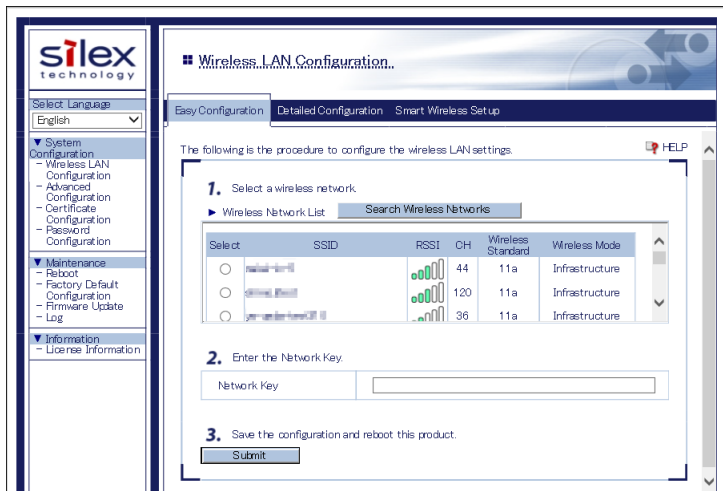 silex
technology
Select Language
English
▼ System
Configuration
- Wireless LAN
Configuration
- Advanced
Configuration
- Certificate
Configuration
- Password
Configuration
▼ Maintenance
- Reboot
- Factory Default
Configuration
- Firmware Update
- Log
▼ Information
- License Information
Wireless LAN Configuration
Easy Configuration Detailed Configuration Smart Wireless Setup
The following is the procedure to configure the wireless LAN settings.
HELP
1. Select a wireless network.
► Wireless Network List Search Wireless Networks
Select SSID RSSI CH Wireless Standard Wireless Mode
44 11a Infrastructure
120 11a Infrastructure
36 11a Infrastructure
2. Enter the Network Key.
Network Key
3. Save the configuration and reboot this product.
Submit